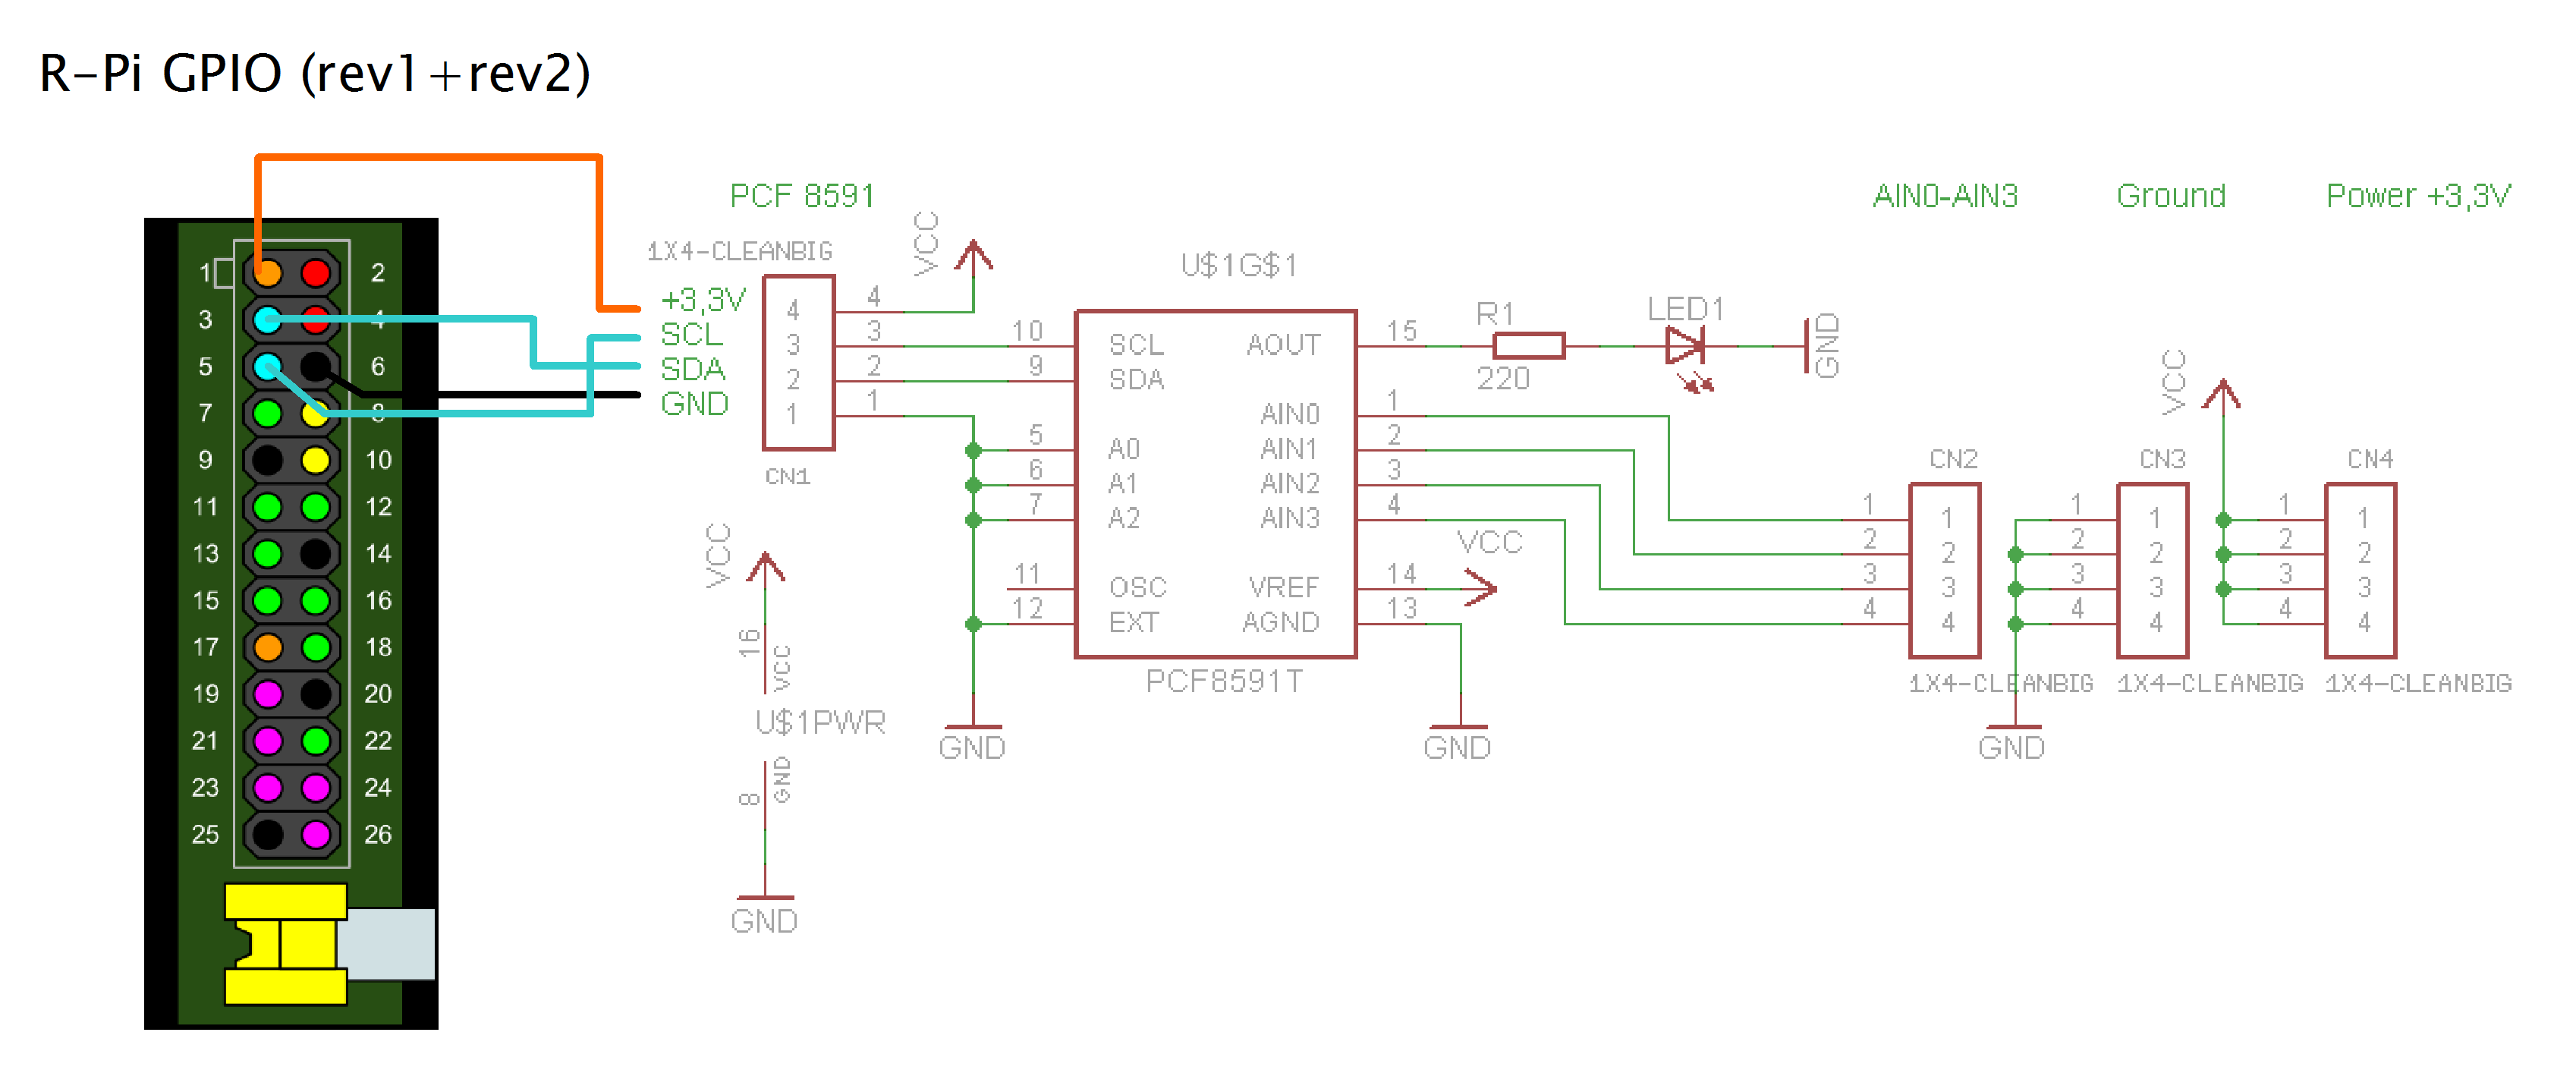 R-Pi GPIO (rev1+rev2)
1 2
3 4
5 6
7 8
9 10
11 12
13 14
15 16
17 18
19 20
21 22
23 24
25 26
PCF 8591
1X4-CLEANBIG
+3,3V
SCL
SDA
GND
4 4
3 3
2 2
1 1
CN1
VCC
VCC
16
VCC
U$1PWR
8
GND
GND
U$1G$1
10 SCL
9 SDA
5 A0
6 A1
7 A2
11 OSC
12 EXT
AOUT 15
AIN0 1
AIN1 2
AIN2 3
AIN3 4
VREF 14
AGND 13
PCF8591T
GND
VCC
GND
R1
220
LED1
GND
AIN0-AIN3
CN2
1 1
2 2
3 3
4 4
1X4-CLEANBIG
Ground
CN3
1 1
2 2
3 3
4 4
1X4-CLEANBIG
GND
Power +3,3V
VCC
CN4
1 1
2 2
3 3
4 4
1X4-CLEANBIG